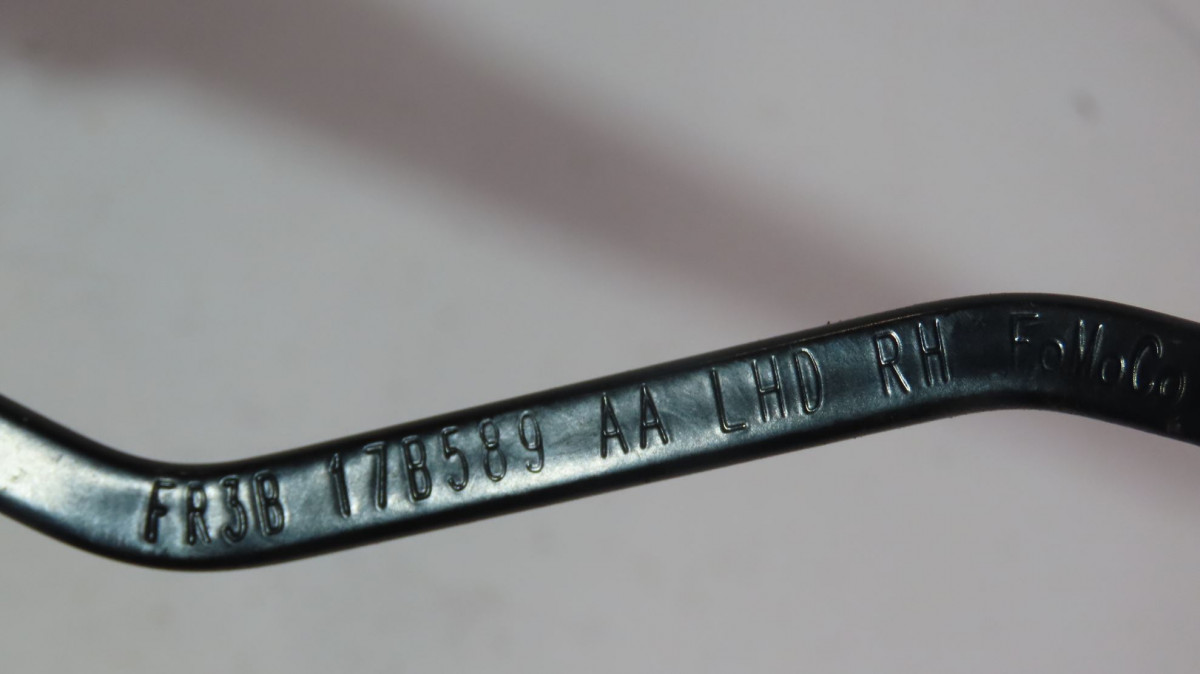 FR3B 17B589 AA LHD RH FoMoCo